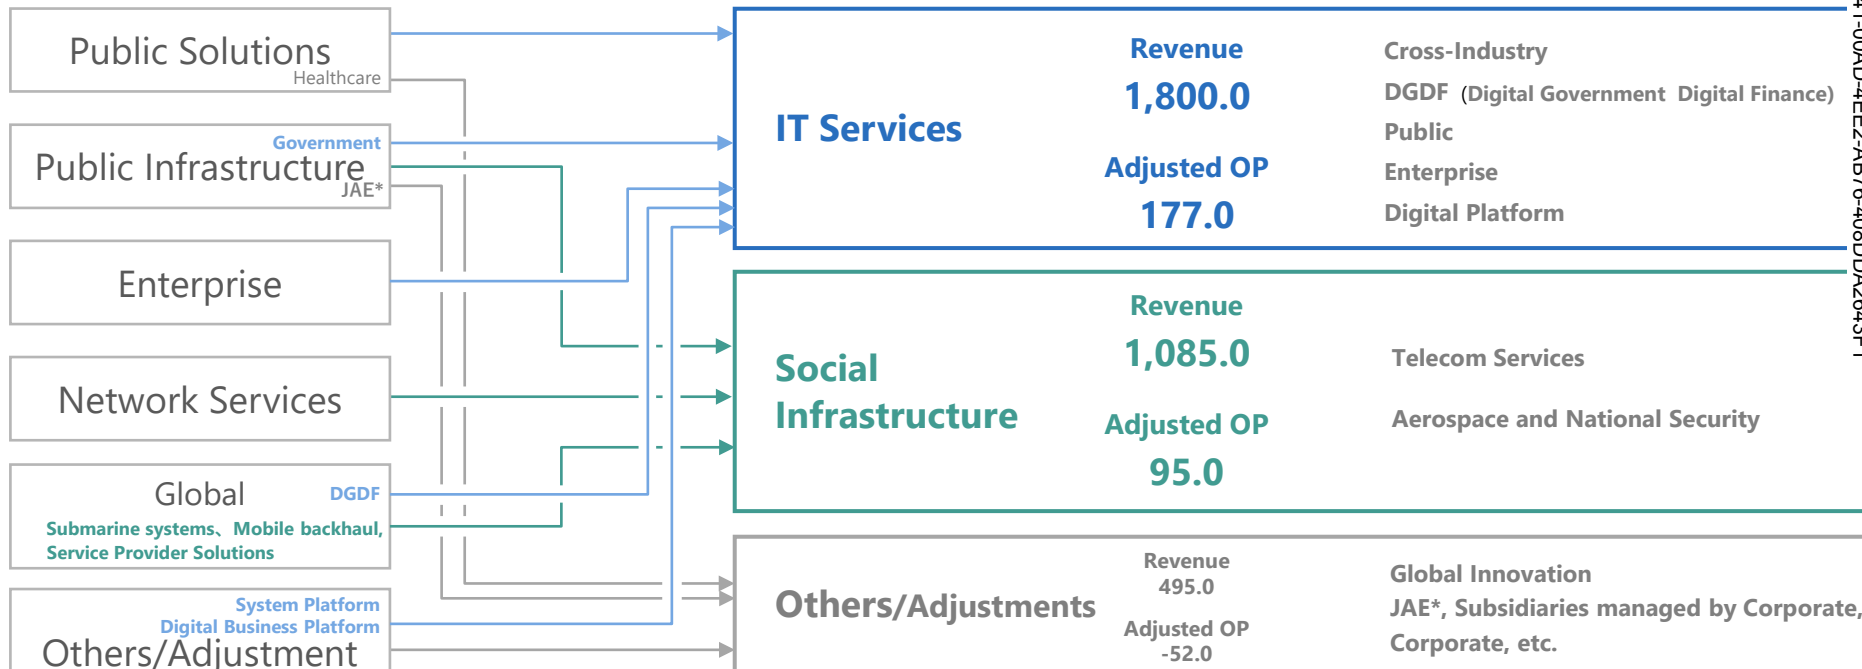 Public Solutions
Healthcare
Government
Public Infrastructure
JAE*
Enterprise
Network Services
Global
DGDF
Submarine systems、Mobile backhaul,
Service Provider Solutions
System Platform
Digital Business Platform
Others/Adjustment
IT Services
Revenue
1,800.0
Adjusted OP
177.0
Cross-Industry
DGDF (Digital Government Digital Finance)
Public
Enterprise
Digital Platform
Social
Infrastructure
Revenue
1,085.0
Adjusted OP
95.0
Telecom Services
Aerospace and National Security
Others/Adjustments
Revenue
495.0
Adjusted OP
-52.0
Global Innovation
JAE*, Subsidiaries managed by Corporate,
Corporate, etc.